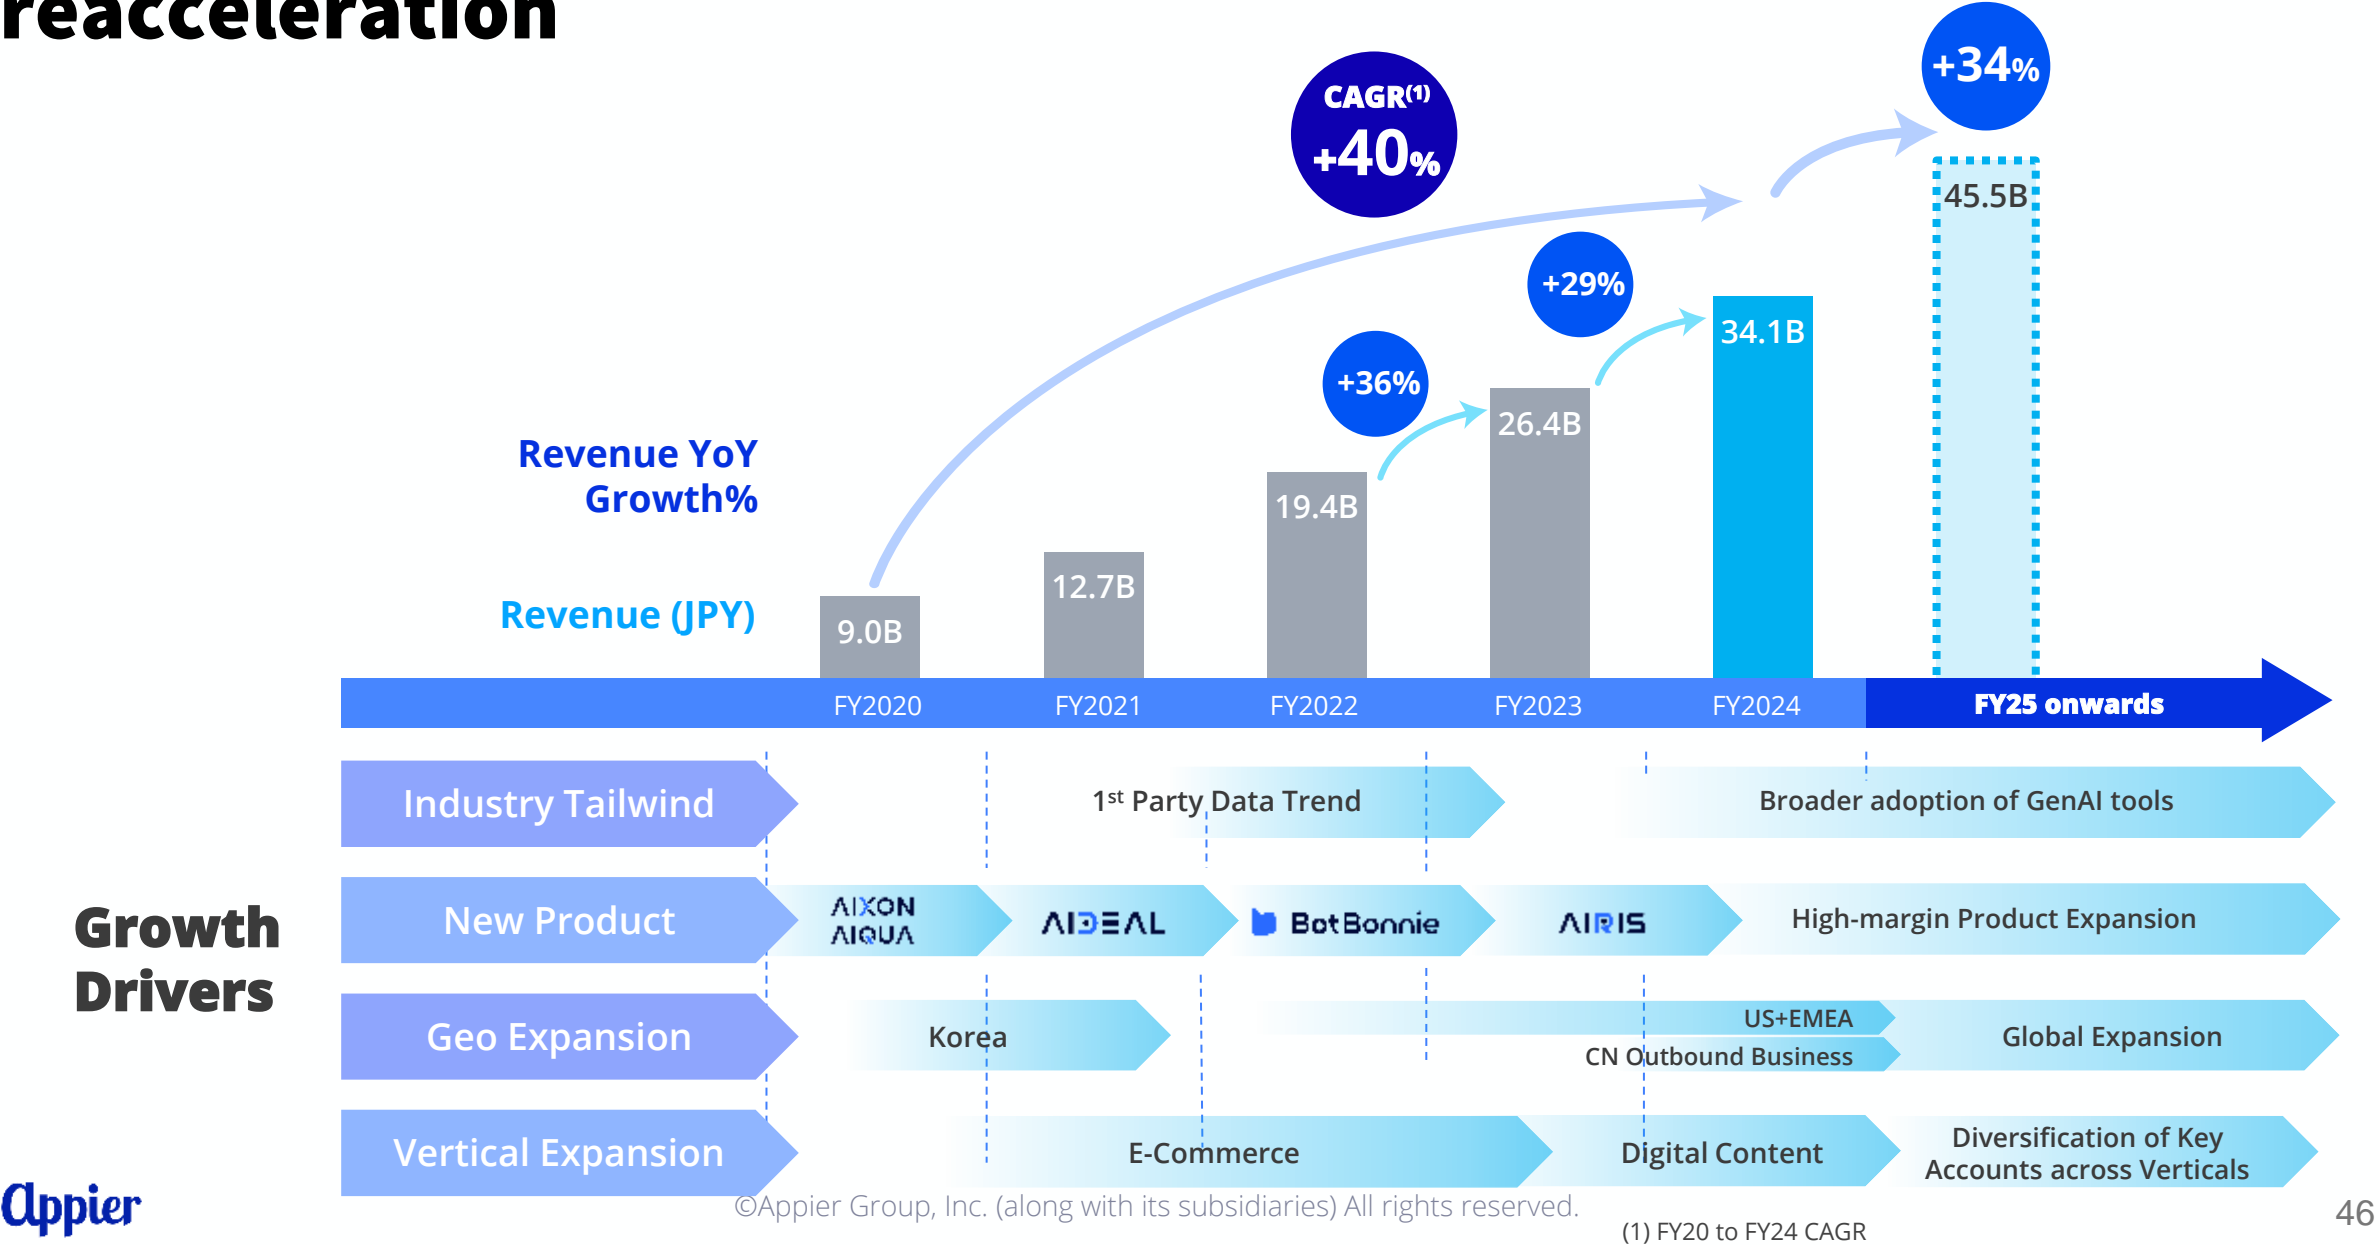 reacceleration
+34%
CAGR(1)
+40%
45.5B
+29%
34.1B
+36%
26.4B
Revenue YoY
Growth%
19.4B
12.7B
Revenue (JPY)
9.0B
FY2020
FY2021
FY2022
FY2023
FY2024
FY25 onwards
Growth
Drivers
Industry Tailwind
1st Party Data Trend
Broader adoption of GenAI tools
New Product
AIXON
AIQUA
AIDEAL
BotBonnie
AIRIS
High-margin Product Expansion
Geo Expansion
Korea
US+EMEA
CN Outbound Business
Global Expansion
Vertical Expansion
E-Commerce
Digital Content
Diversification of Key
Accounts across Verticals
Appier
©Appier Group, Inc. (along with its subsidiaries) All rights reserved.
(1) FY20 to FY24 CAGR
46